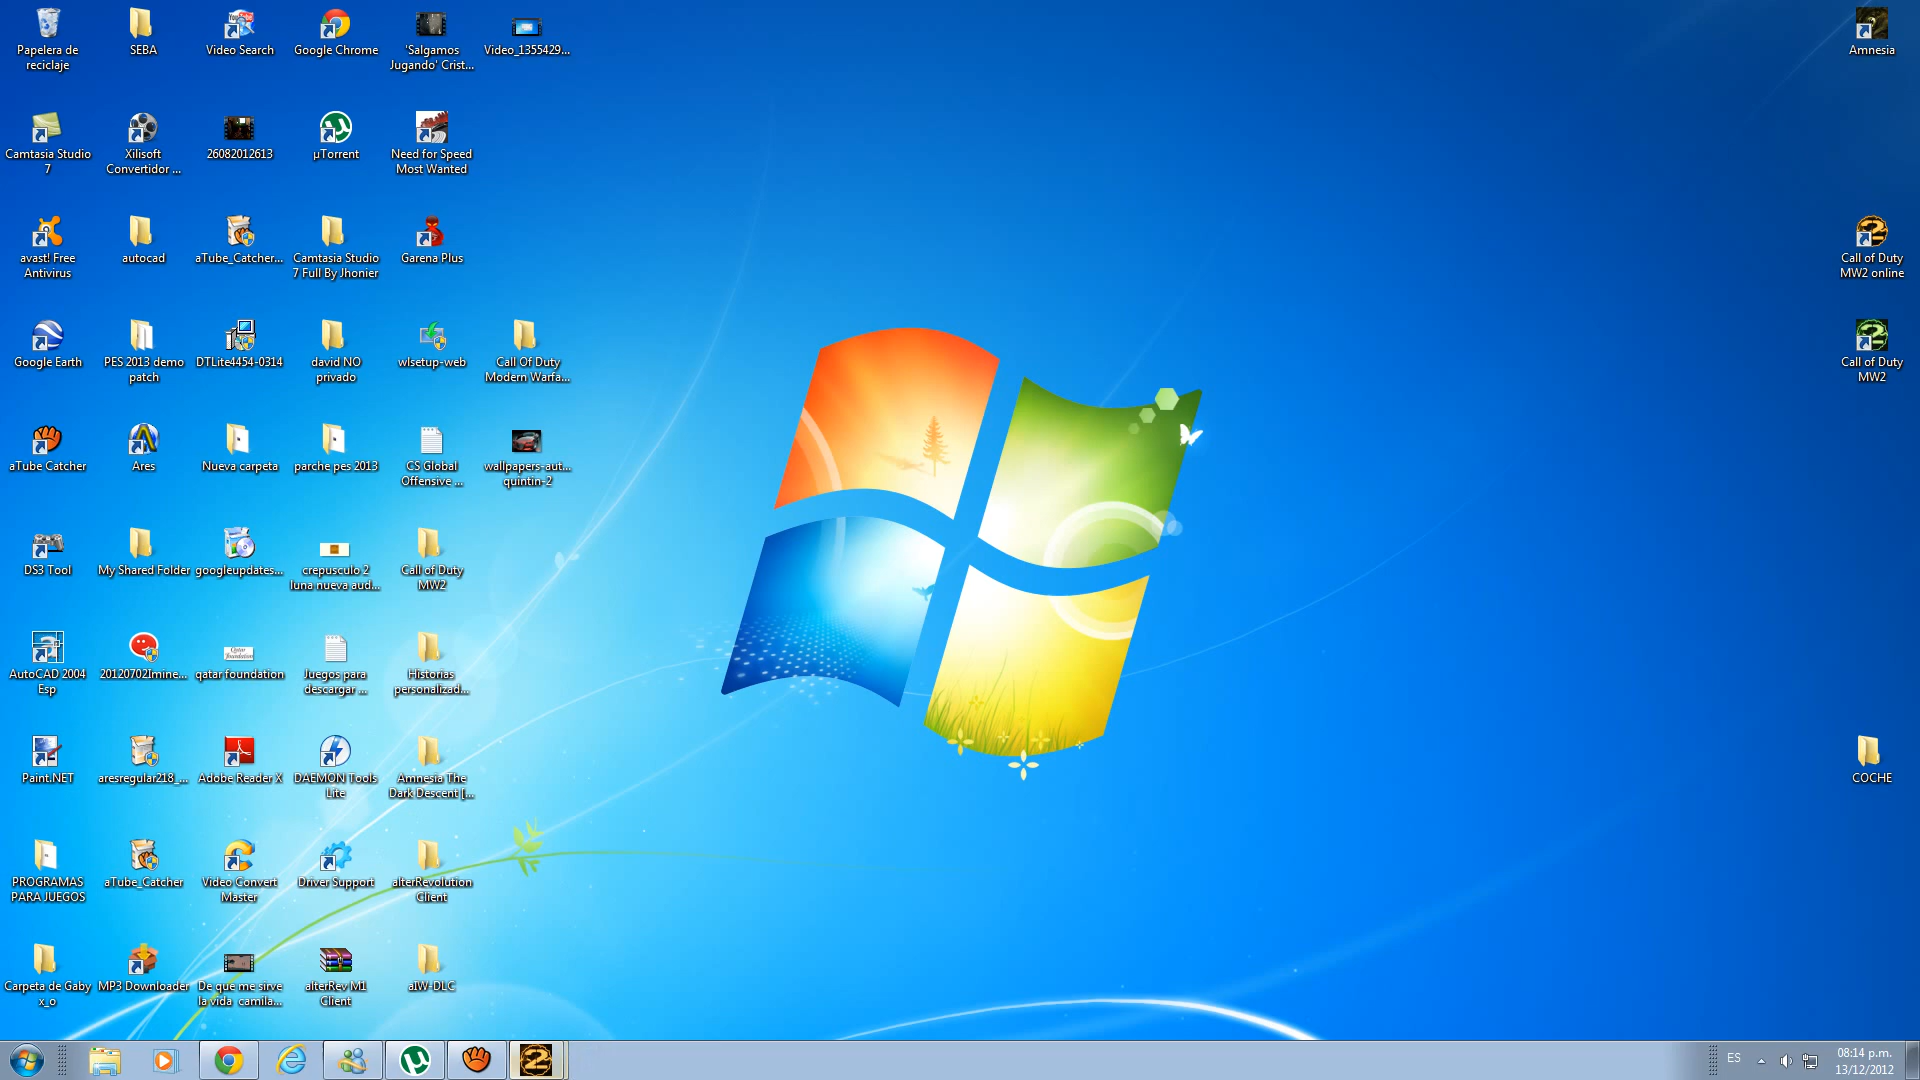 Papelera de
reciclaje
SEBA
Video Search
Google Chrome
'Salgamos
Jugando' Crist...
Video_1355429...
Amnesia
Camtasia Studio
7
Xilisoft
Convertidor ...
26082012613
µTorrent
Need for Speed
Most Wanted
avast! Free
Antivirus
autocad
aTube_Catcher...
Camtasia Studio
7 Full By Jhonier
Garena Plus
Call of Duty
MW2 online
Google Earth
PES 2013 demo
patch
DTLite4454-0314
david NO
privado
wlsetup-web
Call Of Duty
Modern Warfa...
Call of Duty
MW2
aTube Catcher
Ares
Nueva carpeta
parche pes 2013
CS Global
Offensive ...
wallpapers-aut...
quintin-2
DS3 Tool
My Shared Folder
googleupdates...
crepusculo 2
luna nueva aud...
Call of Duty
MW2
AutoCAD 2004
Esp
20120702Imine...
qatar foundation
Juegos para
descargar ...
Historias
personalizad...
Paint.NET
aresregular218_...
Adobe Reader X
DAEMON Tools
Lite
Amnesia The
Dark Descent [...
COCHE
PROGRAMAS
PARA JUEGOS
aTube_Catcher
Video Convert
Master
Driver Support
alterRevolution
Client
Carpeta de Gaby
x_o
MP3 Downloader
De que me sirve
la vida camila...
alterRev M1
Client
aIW-DLC
ES
08:14 p.m.
13/12/2012